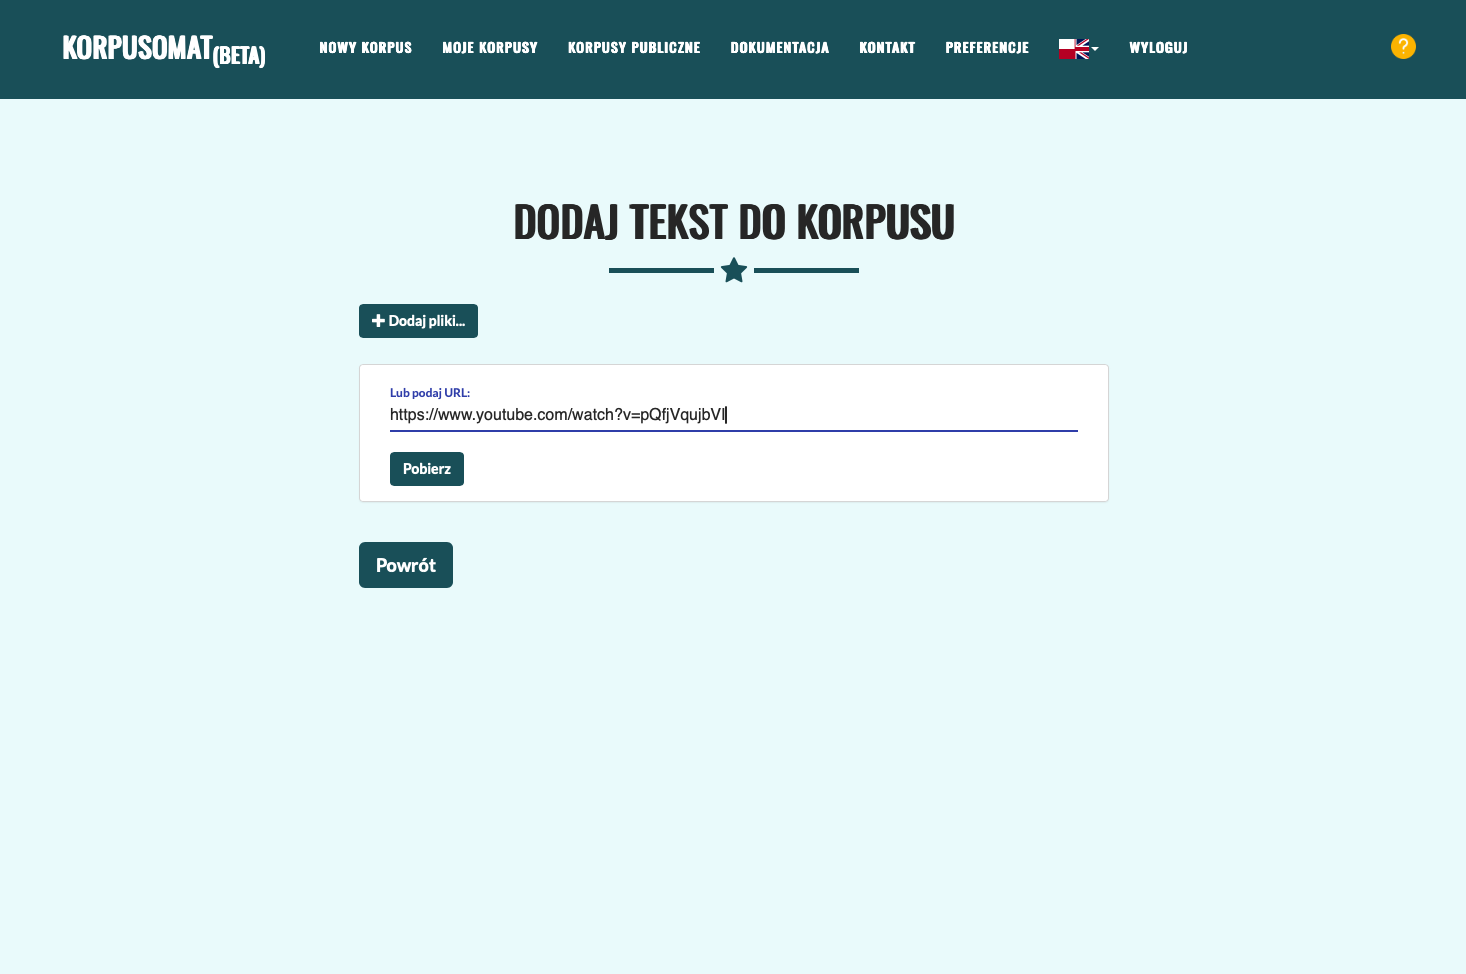 KORPUSOMAT(BETA)
NOWY KORPUS MOJE KORPUSY KORPUSY PUBLICZNE DOKUMENTACJA KONTAKT PREFERENCJE WYLOGUJ ?
DODAJ TEKST DO KORPUSU
Dodaj pliki...
Lub podaj URL:
https://www.youtube.com/watch?v=pQfjVqujbVI
Pobierz
Powrót